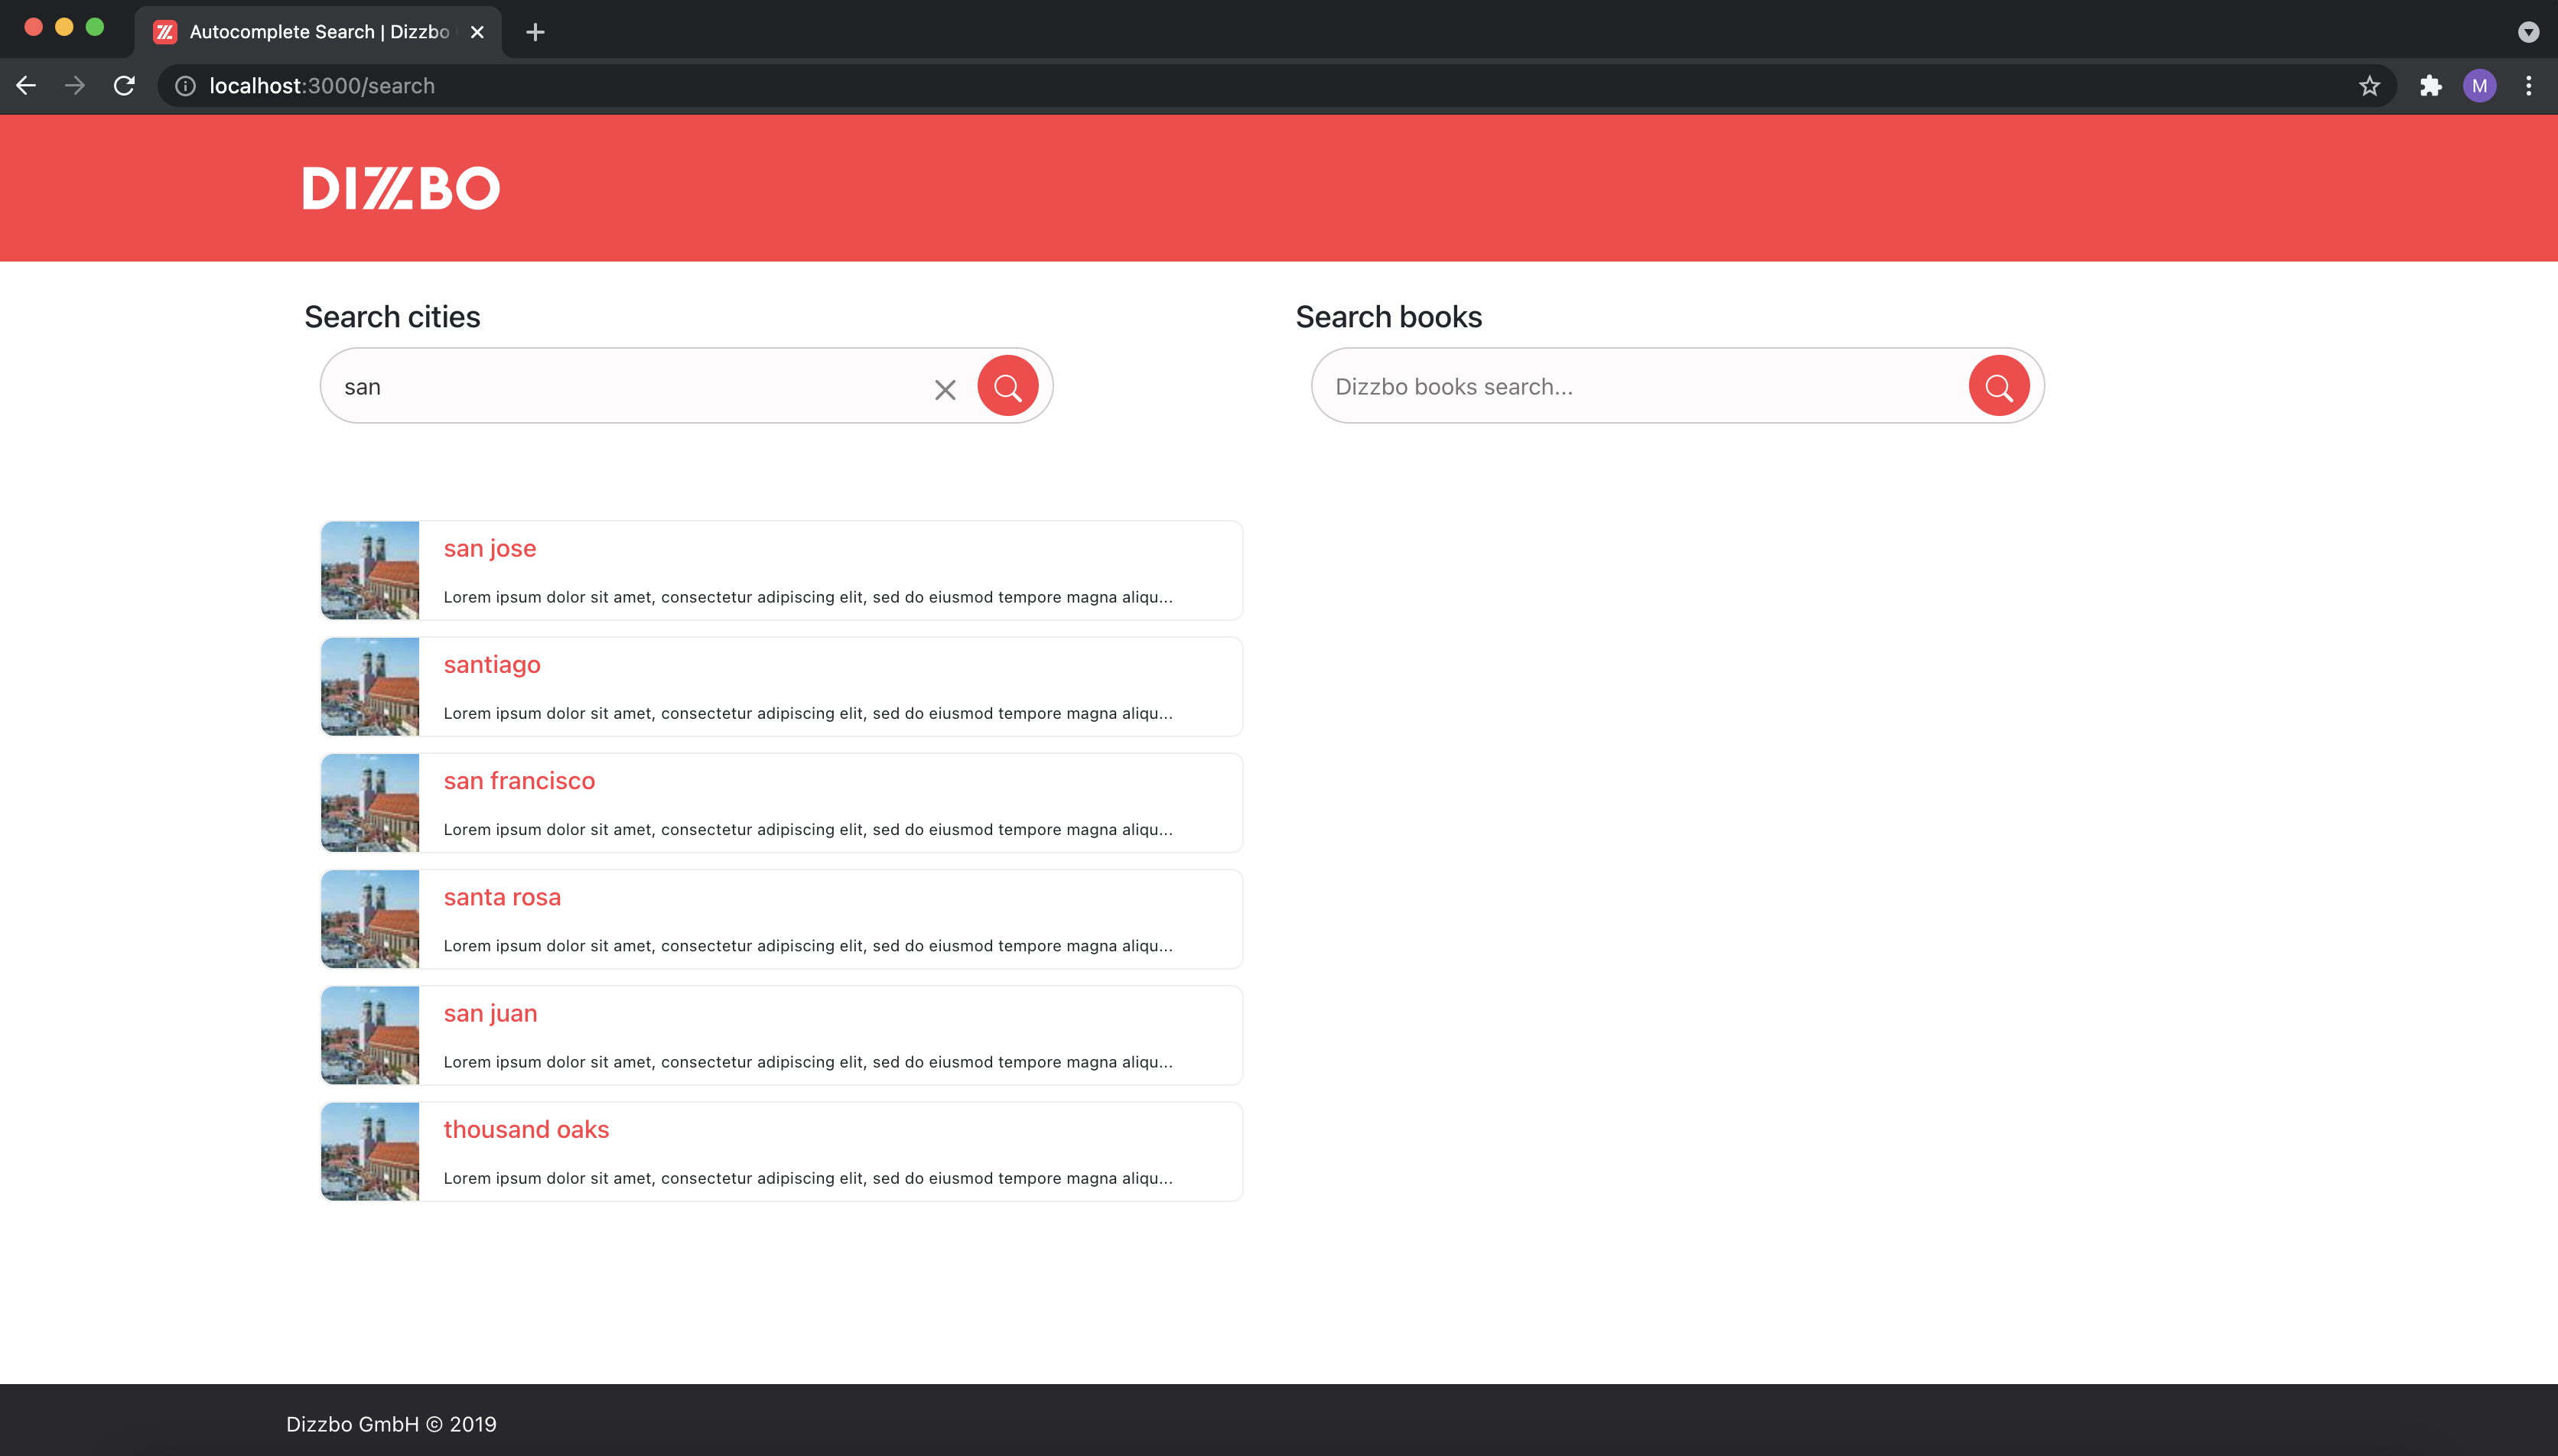 Autocomplete Search | Dizzbo
localhost:3000/search
M
DIZZBO
Search cities
san
Search books
Dizzbo books search...
san jose
Lorem ipsum dolor sit amet, consectetur adipiscing elit, sed do eiusmod tempore magna aliqu...
santiago
Lorem ipsum dolor sit amet, consectetur adipiscing elit, sed do eiusmod tempore magna aliqu...
san francisco
Lorem ipsum dolor sit amet, consectetur adipiscing elit, sed do eiusmod tempore magna aliqu...
santa rosa
Lorem ipsum dolor sit amet, consectetur adipiscing elit, sed do eiusmod tempore magna aliqu...
san juan
Lorem ipsum dolor sit amet, consectetur adipiscing elit, sed do eiusmod tempore magna aliqu...
thousand oaks
Lorem ipsum dolor sit amet, consectetur adipiscing elit, sed do eiusmod tempore magna aliqu...
Dizzbo GmbH © 2019